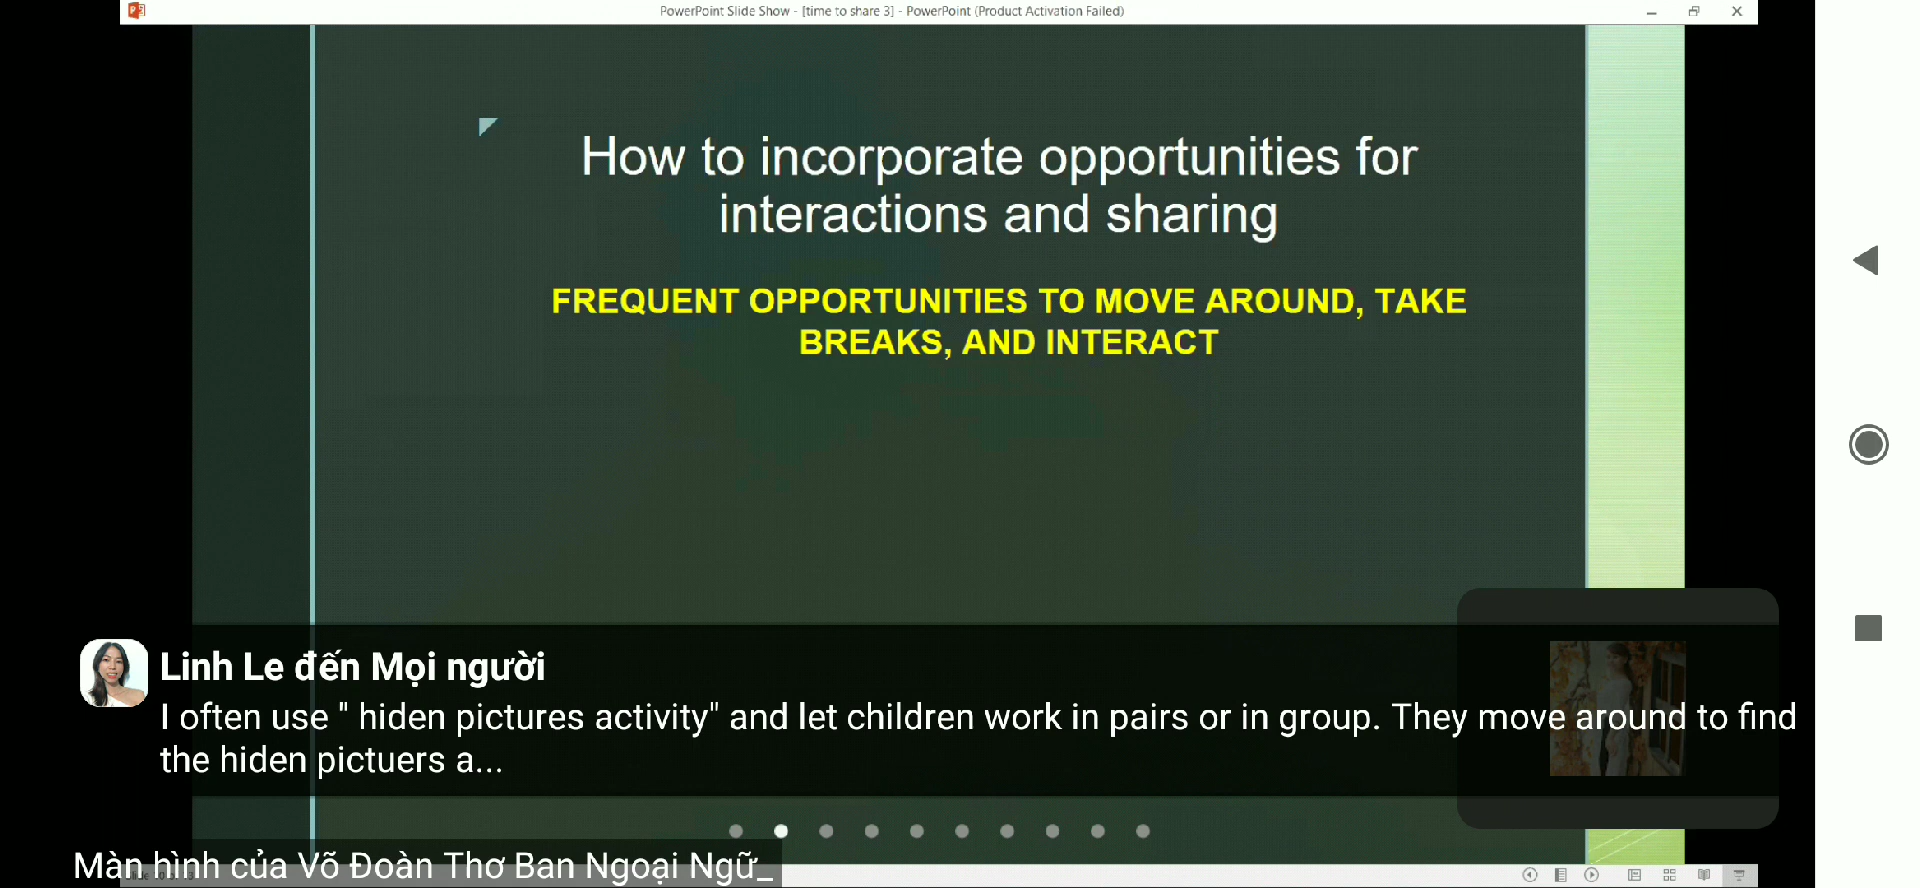 PowerPoint Slide Show - [time to share 3] - PowerPoint (Product Activation Failed)
How to incorporate opportunities for
interactions and sharing
FREQUENT OPPORTUNITIES TO MOVE AROUND, TAKE
BREAKS, AND INTERACT
Linh Le đến Mọi người
I often use " hiden pictures activity" and let children work in pairs or in group. They move around to find
the hiden pictuers a...
Màn hình của Võ Đoàn Thơ Ban Ngoại Ngữ_